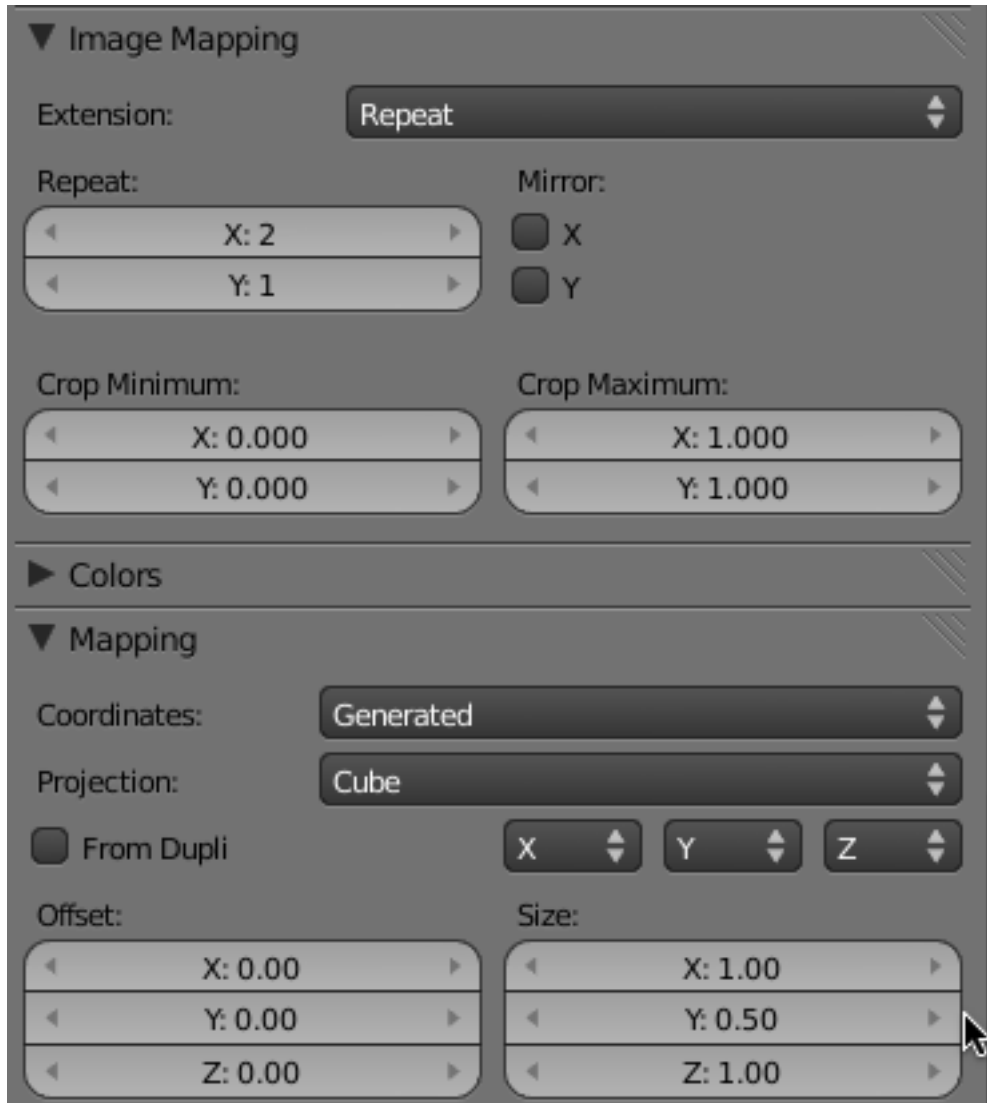 Image Mapping
Extension: Repeat
Repeat: Mirror:
X: 2 X
Y: 1 Y
Crop Minimum: Crop Maximum:
X: 0.000 X: 1.000
Y: 0.000 Y: 1.000
Colors
Mapping
Coordinates: Generated
Projection: Cube
From Dupli X Y Z
Offset: Size:
X: 0.00 X: 1.00
Y: 0.00 Y: 0.50
Z: 0.00 Z: 1.00